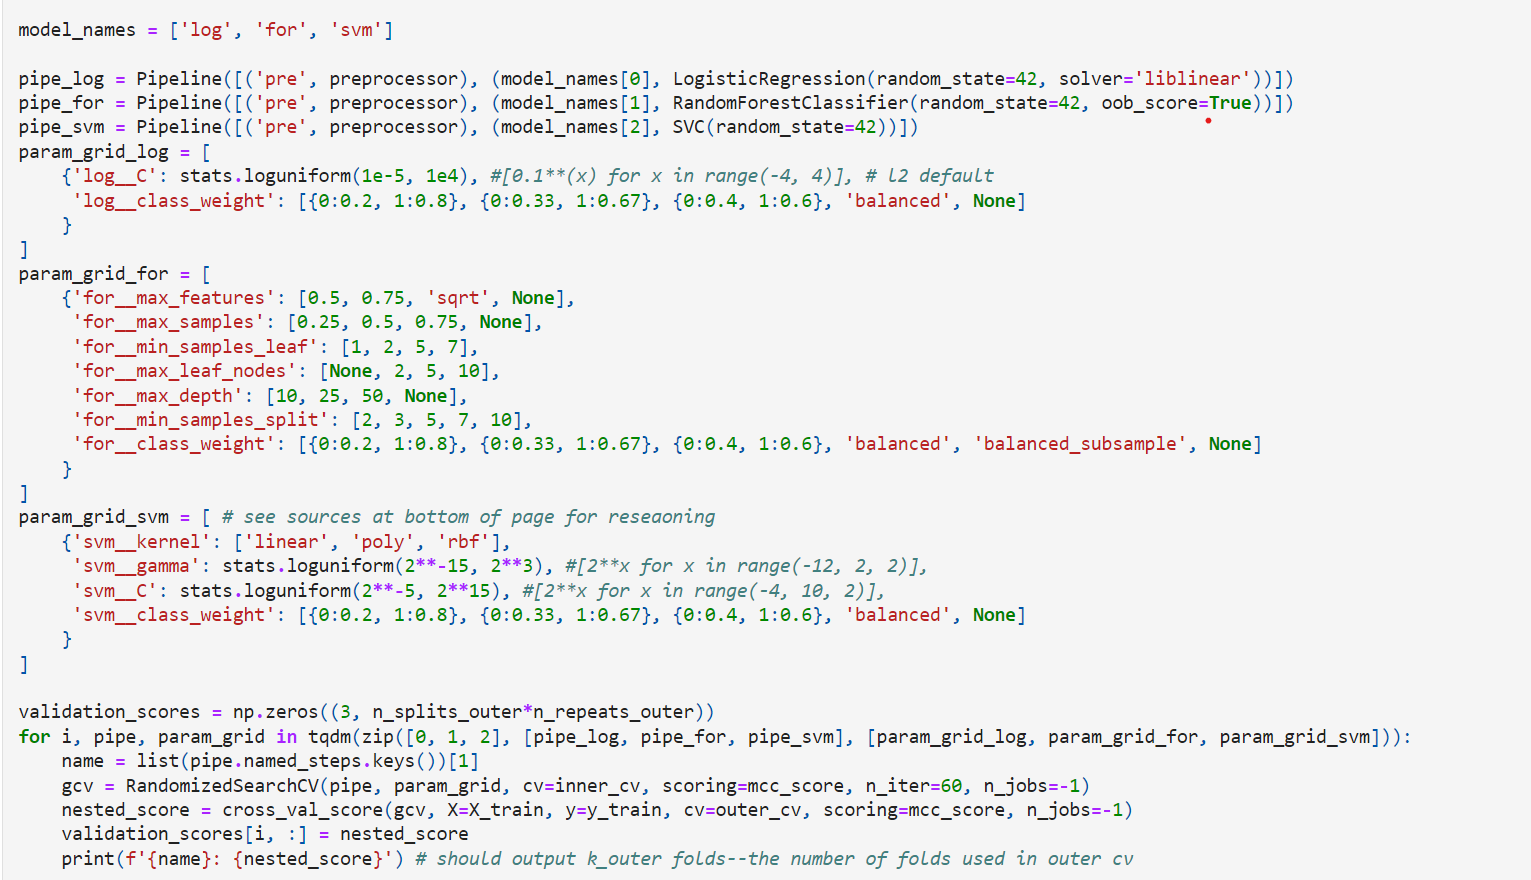 model_names = ['log', 'for', 'svm']
pipe_log = Pipeline([('pre', preprocessor), (model_names[0], LogisticRegression(random_state=42, solver='liblinear'))])
pipe_for = Pipeline([('pre', preprocessor), (model_names[1], RandomForestClassifier(random_state=42, oob_score=True))])
pipe_svm = Pipeline([('pre', preprocessor), (model_names[2], SVC(random_state=42))])
param_grid_log = [
    {'log__C': stats.loguniform(1e-5, 1e4), #[0.1**(x) for x in range(-4, 4)], # l2 default
     'log__class_weight': [{0:0.2, 1:0.8}, {0:0.33, 1:0.67}, {0:0.4, 1:0.6}, 'balanced', None]
    }
]
param_grid_for = [
    {'for__max_features': [0.5, 0.75, 'sqrt', None],
     'for__max_samples': [0.25, 0.5, 0.75, None],
     'for__min_samples_leaf': [1, 2, 5, 7],
     'for__max_leaf_nodes': [None, 2, 5, 10],
     'for__max_depth': [10, 25, 50, None],
     'for__min_samples_split': [2, 3, 5, 7, 10],
     'for__class_weight': [{0:0.2, 1:0.8}, {0:0.33, 1:0.67}, {0:0.4, 1:0.6}, 'balanced', 'balanced_subsample', None]
    }
]
param_grid_svm = [ # see sources at bottom of page for reseaoning
    {'svm__kernel': ['linear', 'poly', 'rbf'],
     'svm__gamma': stats.loguniform(2**-15, 2**3), #[2**x for x in range(-12, 2, 2)],
     'svm__C': stats.loguniform(2**-5, 2**15), #[2**x for x in range(-4, 10, 2)],
     'svm__class_weight': [{0:0.2, 1:0.8}, {0:0.33, 1:0.67}, {0:0.4, 1:0.6}, 'balanced', None]
    }
]
validation_scores = np.zeros((3, n_splits_outer*n_repeats_outer))
for i, pipe, param_grid in tqdm(zip([0, 1, 2], [pipe_log, pipe_for, pipe_svm], [param_grid_log, param_grid_for, param_grid_svm])):
    name = list(pipe.named_steps.keys())[1]
    gcv = RandomizedSearchCV(pipe, param_grid, cv=inner_cv, scoring=mcc_score, n_iter=60, n_jobs=-1)
    nested_score = cross_val_score(gcv, X=X_train, y=y_train, cv=outer_cv, scoring=mcc_score, n_jobs=-1)
    validation_scores[i, :] = nested_score
    print(f'{name}: {nested_score}') # should output k_outer folds--the number of folds used in outer cv